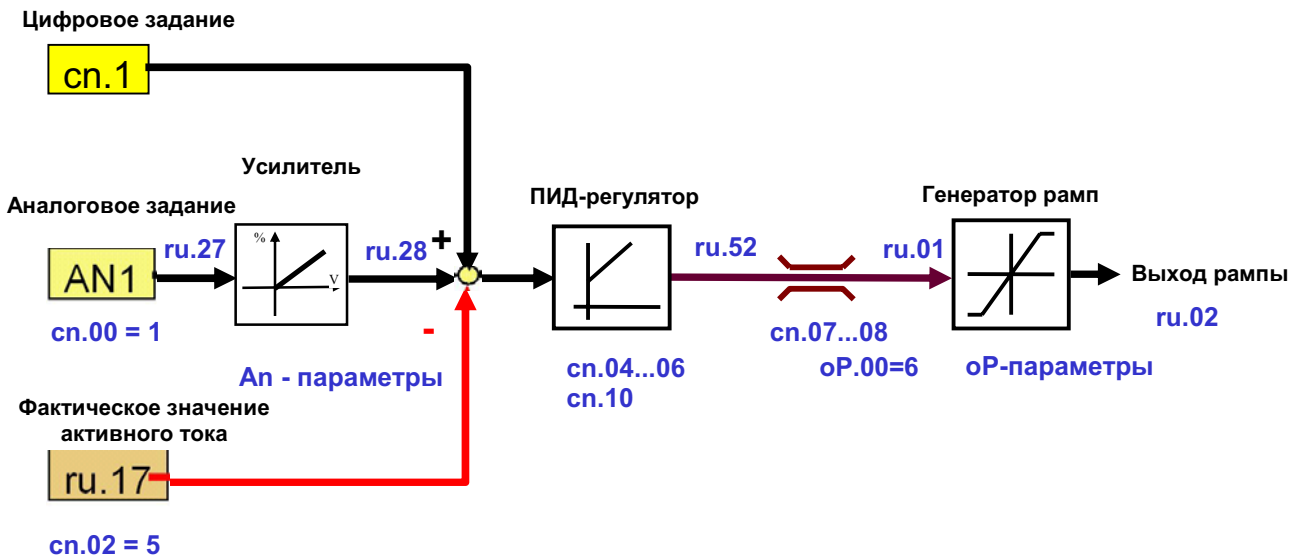 Цифровое задание
cn.1
Усилитель
Аналоговое задание
ru.27
%
V
ru.28
+
AN1
cn.00 = 1
-
An - параметры
ПИД-регулятор
ru.52
cn.04...06
cn.10
cn.07...08
oP.00=6
ru.01
Генератор рамп
oP-параметры
Выход рампы
ru.02
Фактическое значение
активного тока
ru.17
cn.02 = 5